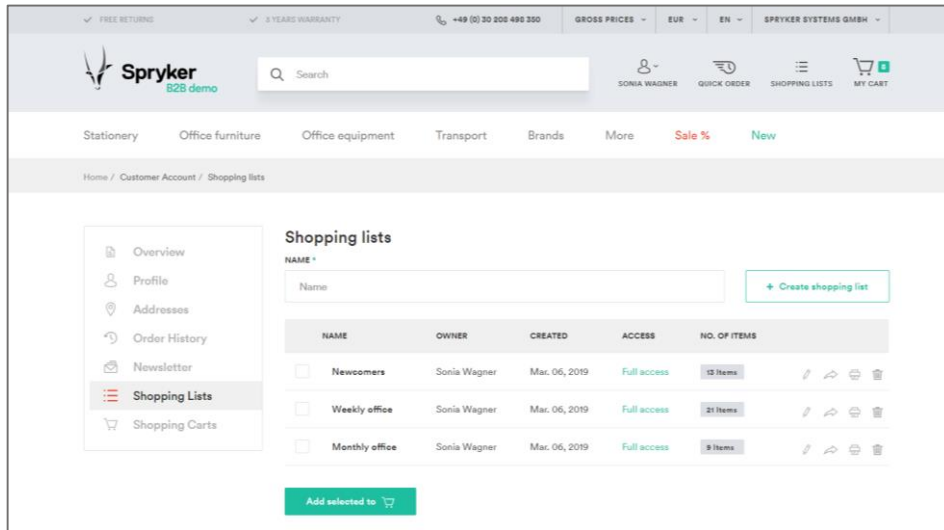 FREE RETURNS 3 YEARS WARRANTY +49 (0) 30 208 498 350 GROSS PRICES EUR EN SPRYKER SYSTEMS GMBH
Spryker
B2B demo
Search
SONIA WAGNER QUICK ORDER SHOPPING LISTS MY CART
Stationery Office furniture Office equipment Transport Brands More Sale % New
Home / Customer Account / Shopping lists
Overview
Profile
Addresses
Order History
Newsletter
Shopping Lists
Shopping Carts
Shopping lists
NAME *
Name
+ Create shopping list
NAME OWNER CREATED ACCESS NO. OF ITEMS
Newcomers Sonia Wagner Mar. 06, 2019 Full access 13 Items
Weekly office Sonia Wagner Mar. 06, 2019 Full access 21 Items
Monthly office Sonia Wagner Mar. 06, 2019 Full access 9 Items
Add selected to